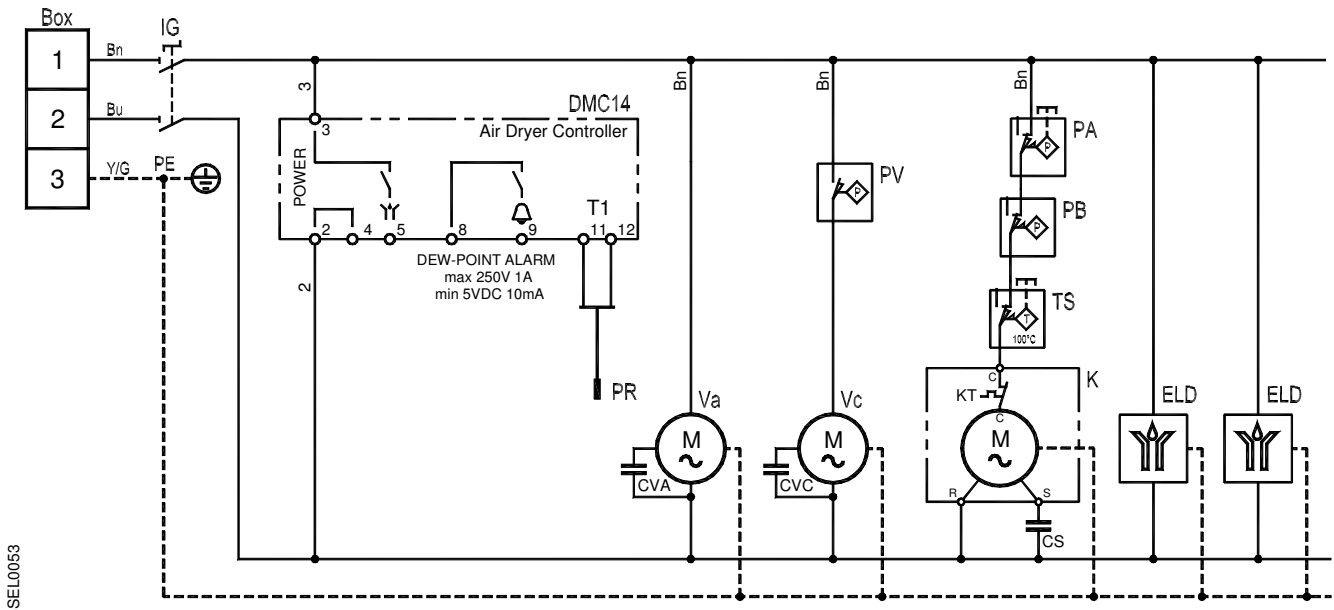 Box
1
Bn
IG
2
Bu
3
Y/G
PE
3
3
DMC14
Air Dryer Controller
POWER
T1
2
4
5
8
9
11
12
DEW-POINT ALARM
max 250V 1A
min 5VDC 10mA
2
PR
Bn
Va
M
CVA
Bn
P
PV
Vc
M
CVC
Bn
P
PA
P
PB
T
100°C
TS
C
K
KT
C
M
R
S
CS
ELD
ELD
SEL0053